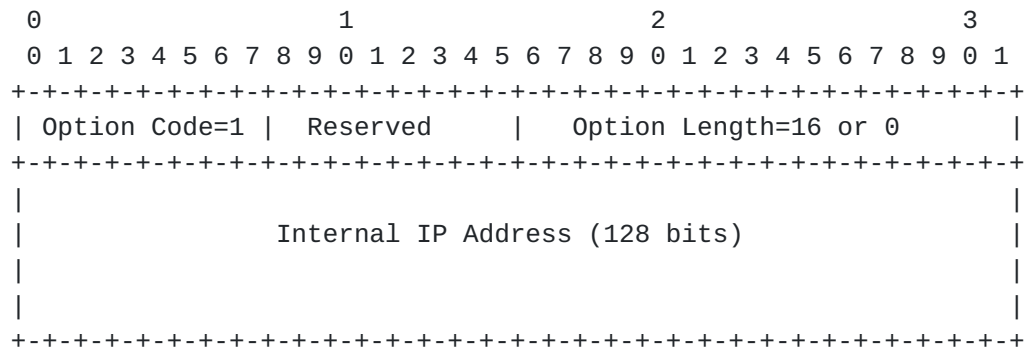 0                   1                   2                   3
 0 1 2 3 4 5 6 7 8 9 0 1 2 3 4 5 6 7 8 9 0 1 2 3 4 5 6 7 8 9 0 1
+-+-+-+-+-+-+-+-+-+-+-+-+-+-+-+-+-+-+-+-+-+-+-+-+-+-+-+-+-+-+-+-+
| Option Code=1 |  Reserved     |   Option Length=16 or 0       |
+-+-+-+-+-+-+-+-+-+-+-+-+-+-+-+-+-+-+-+-+-+-+-+-+-+-+-+-+-+-+-+-+
|                                                               |
|                Internal IP Address (128 bits)                 |
|                                                               |
|                                                               |
+-+-+-+-+-+-+-+-+-+-+-+-+-+-+-+-+-+-+-+-+-+-+-+-+-+-+-+-+-+-+-+-+